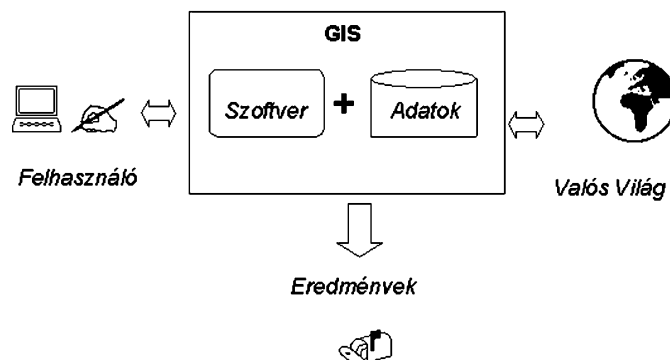 GIS
Szoftver + Adatok
Felhasználó
Valós Világ
Eredmények